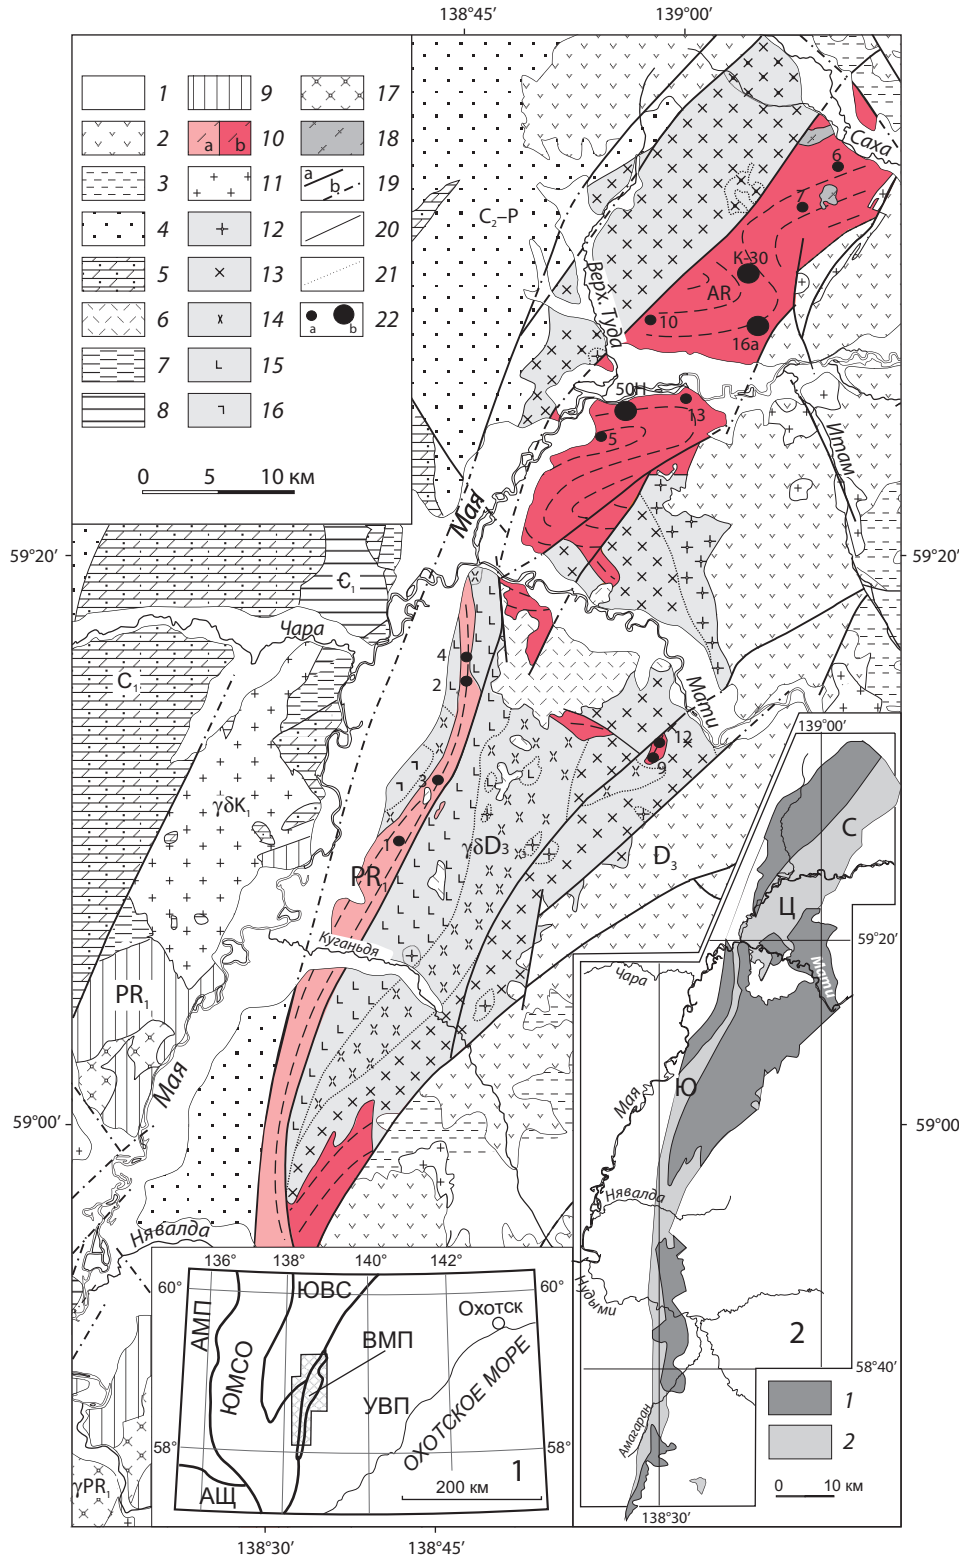 138°45′ 139°00′
1 9 17
2 a b 10 18
3 11 a b 19
4 12 20
5 13 21
6 14 a b 22
7 15
8 16
0 5 10 км
C₂–P
Саха
6
7
К-30
AR
10
16а
Верх. Туда
50Н
13
5
Итам
Мая
59°20′ 59°20′
Є₁
Чара
C₁
4
2
Мати
12
9
3
γδK₁
γδD₃
Đ₃
1
PR₁
Куганьдя
PR₁
Мая
59°00′ 59°00′
Нявалда
γPR₁
138°30′ 138°45′
136° 138° 140° 142°
60° 60°
ЮВС
Охотск
АМП
ЮМСО
ВМП
УВП
ОХОТСКОЕ МОРЕ
58° 58°
АЩ
200 км
1
139°00′
С
Ц
59°20′
Чара
Мати
Мая
Ю
Нявалда
Нудыми
2
58°40′
Амагаран
1
2
0 10 км
138°30′